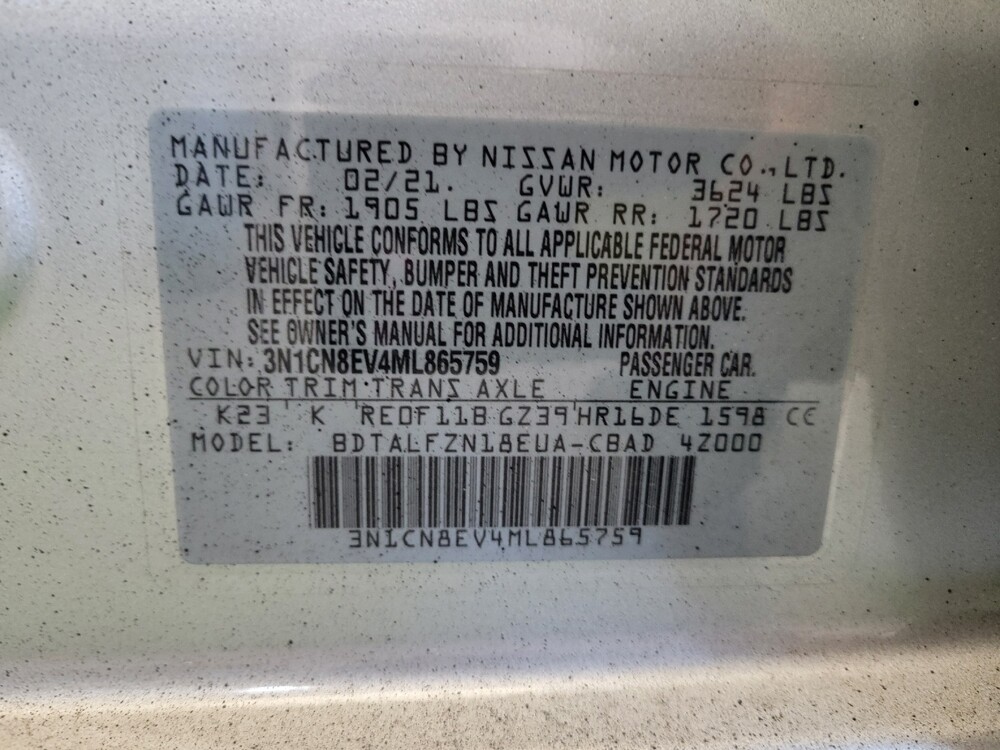 MANUFACTURED BY NISSAN MOTOR CO., LTD.
DATE: 02/21. GVWR: 3624 LBS
GAWR FR: 1905 LBS GAWR RR: 1720 LBS
THIS VEHICLE CONFORMS TO ALL APPLICABLE FEDERAL MOTOR
VEHICLE SAFETY, BUMPER AND THEFT PREVENTION STANDARDS
IN EFFECT ON THE DATE OF MANUFACTURE SHOWN ABOVE.
SEE OWNER'S MANUAL FOR ADDITIONAL INFORMATION.
VIN: 3N1CN8EV4ML865759 PASSENGER CAR.
COLOR TRIM TRANS AXLE ENGINE
K23 K RE0F11B GZ39 HR16DE 1598 CC
MODEL: BDTALFZN18EUA-CBAD 4Z000
3N1CN8EV4ML865759